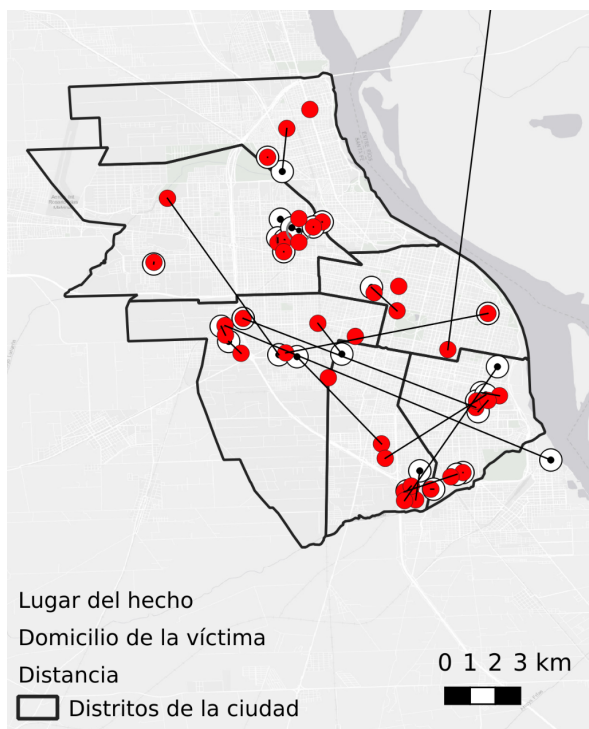 Lugar del hecho
Domicilio de la víctima
Distancia
Distritos de la ciudad
0 1 2 3 km